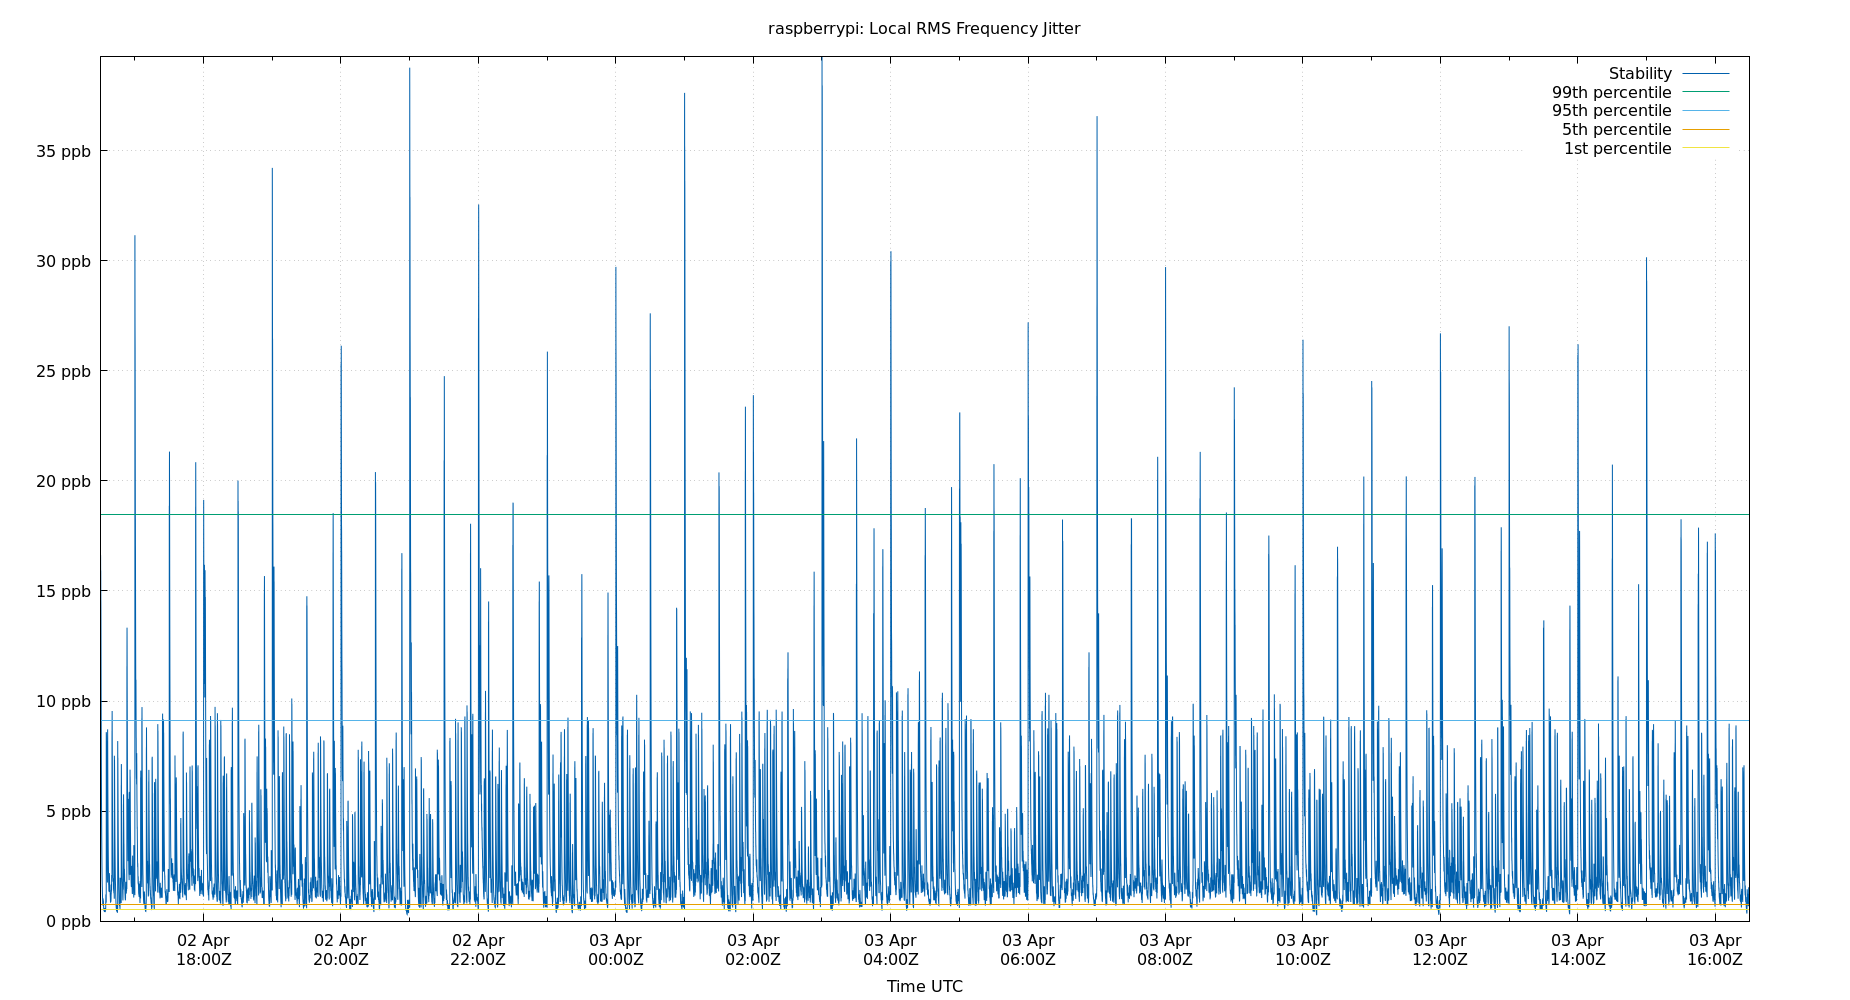 raspberrypi: Local RMS Frequency Jitter
Stability
99th percentile
95th percentile
5th percentile
1st percentile
35 ppb
30 ppb
25 ppb
20 ppb
15 ppb
10 ppb
5 ppb
0 ppb
02 Apr 02 Apr 02 Apr 03 Apr 03 Apr 03 Apr 03 Apr 03 Apr 03 Apr 03 Apr 03 Apr 03 Apr
18:00Z 20:00Z 22:00Z 00:00Z 02:00Z 04:00Z 06:00Z 08:00Z 10:00Z 12:00Z 14:00Z 16:00Z
Time UTC